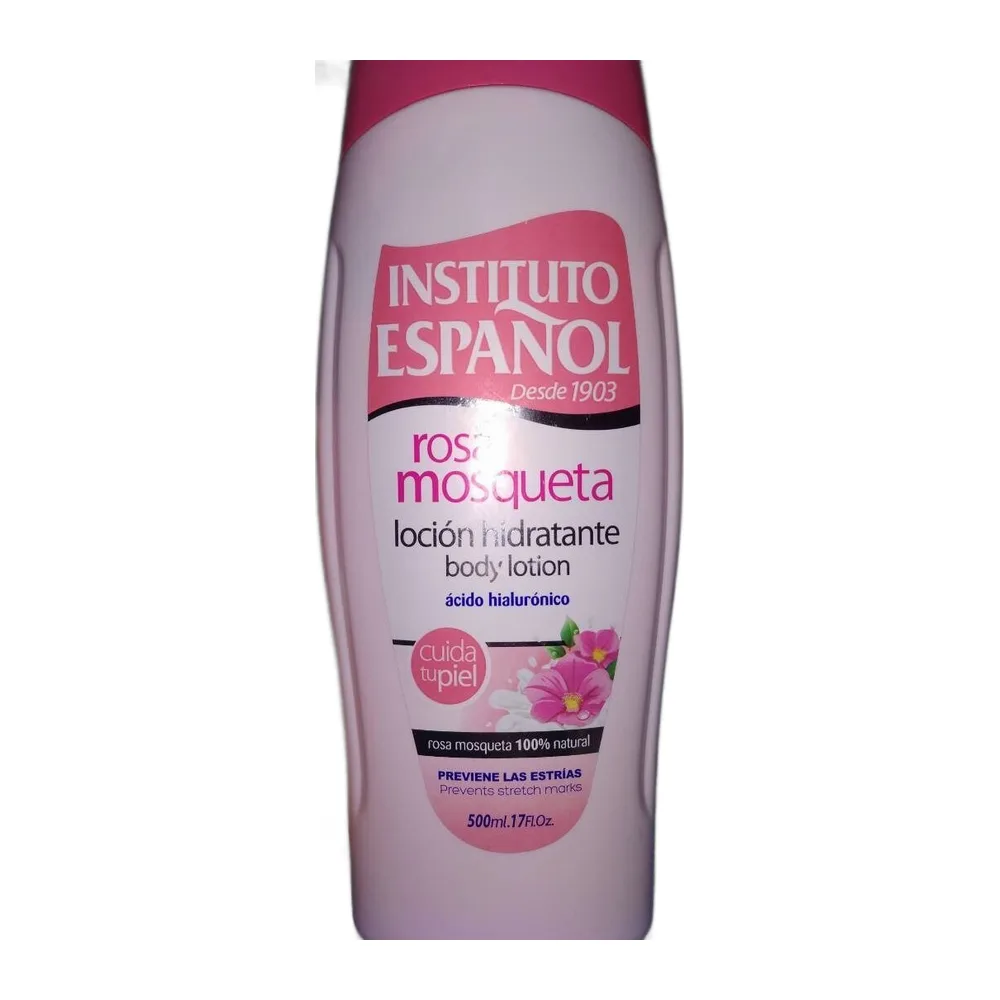 INSTITUTO
ESPAÑOL
Desde 1903
rosa
mosqueta
loción hidratante
body lotion
ácido hialurónico
cuida
tu piel
rosa mosqueta 100% natural
PREVIENE LAS ESTRÍAS
Prevents stretch marks
500ml.17Fl.Oz.